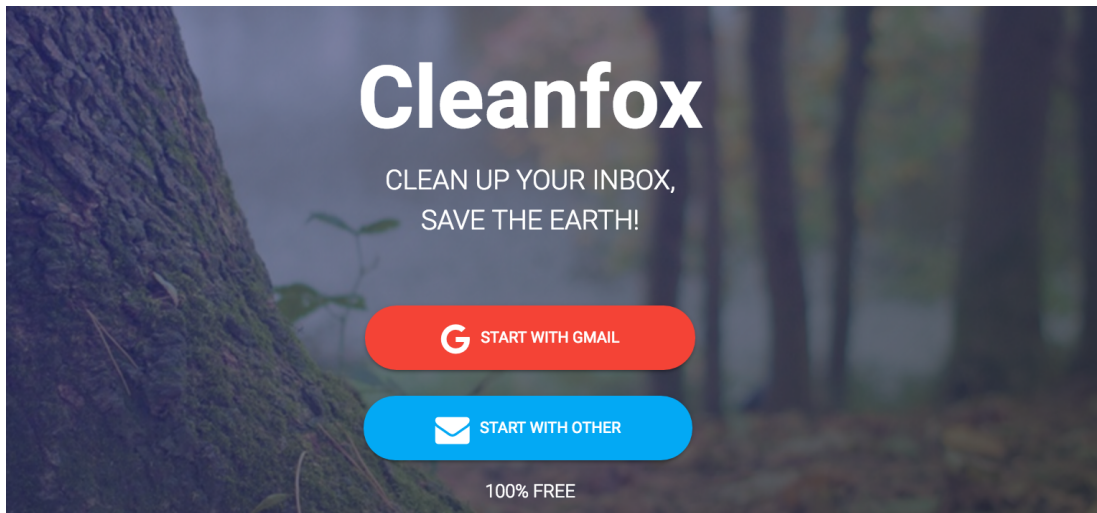 Cleanfox
CLEAN UP YOUR INBOX,
SAVE THE EARTH!
START WITH GMAIL
START WITH OTHER
100% FREE